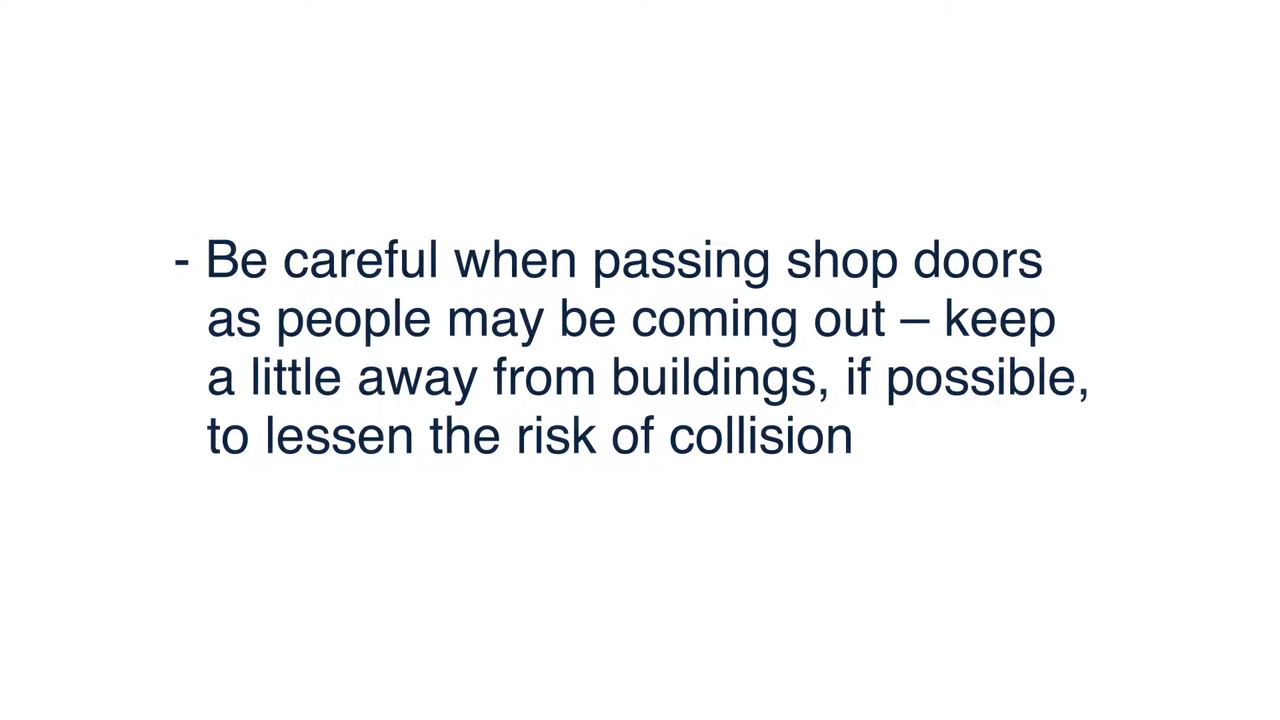 - Be careful when passing shop doors
as people may be coming out – keep
a little away from buildings, if possible,
to lessen the risk of collision